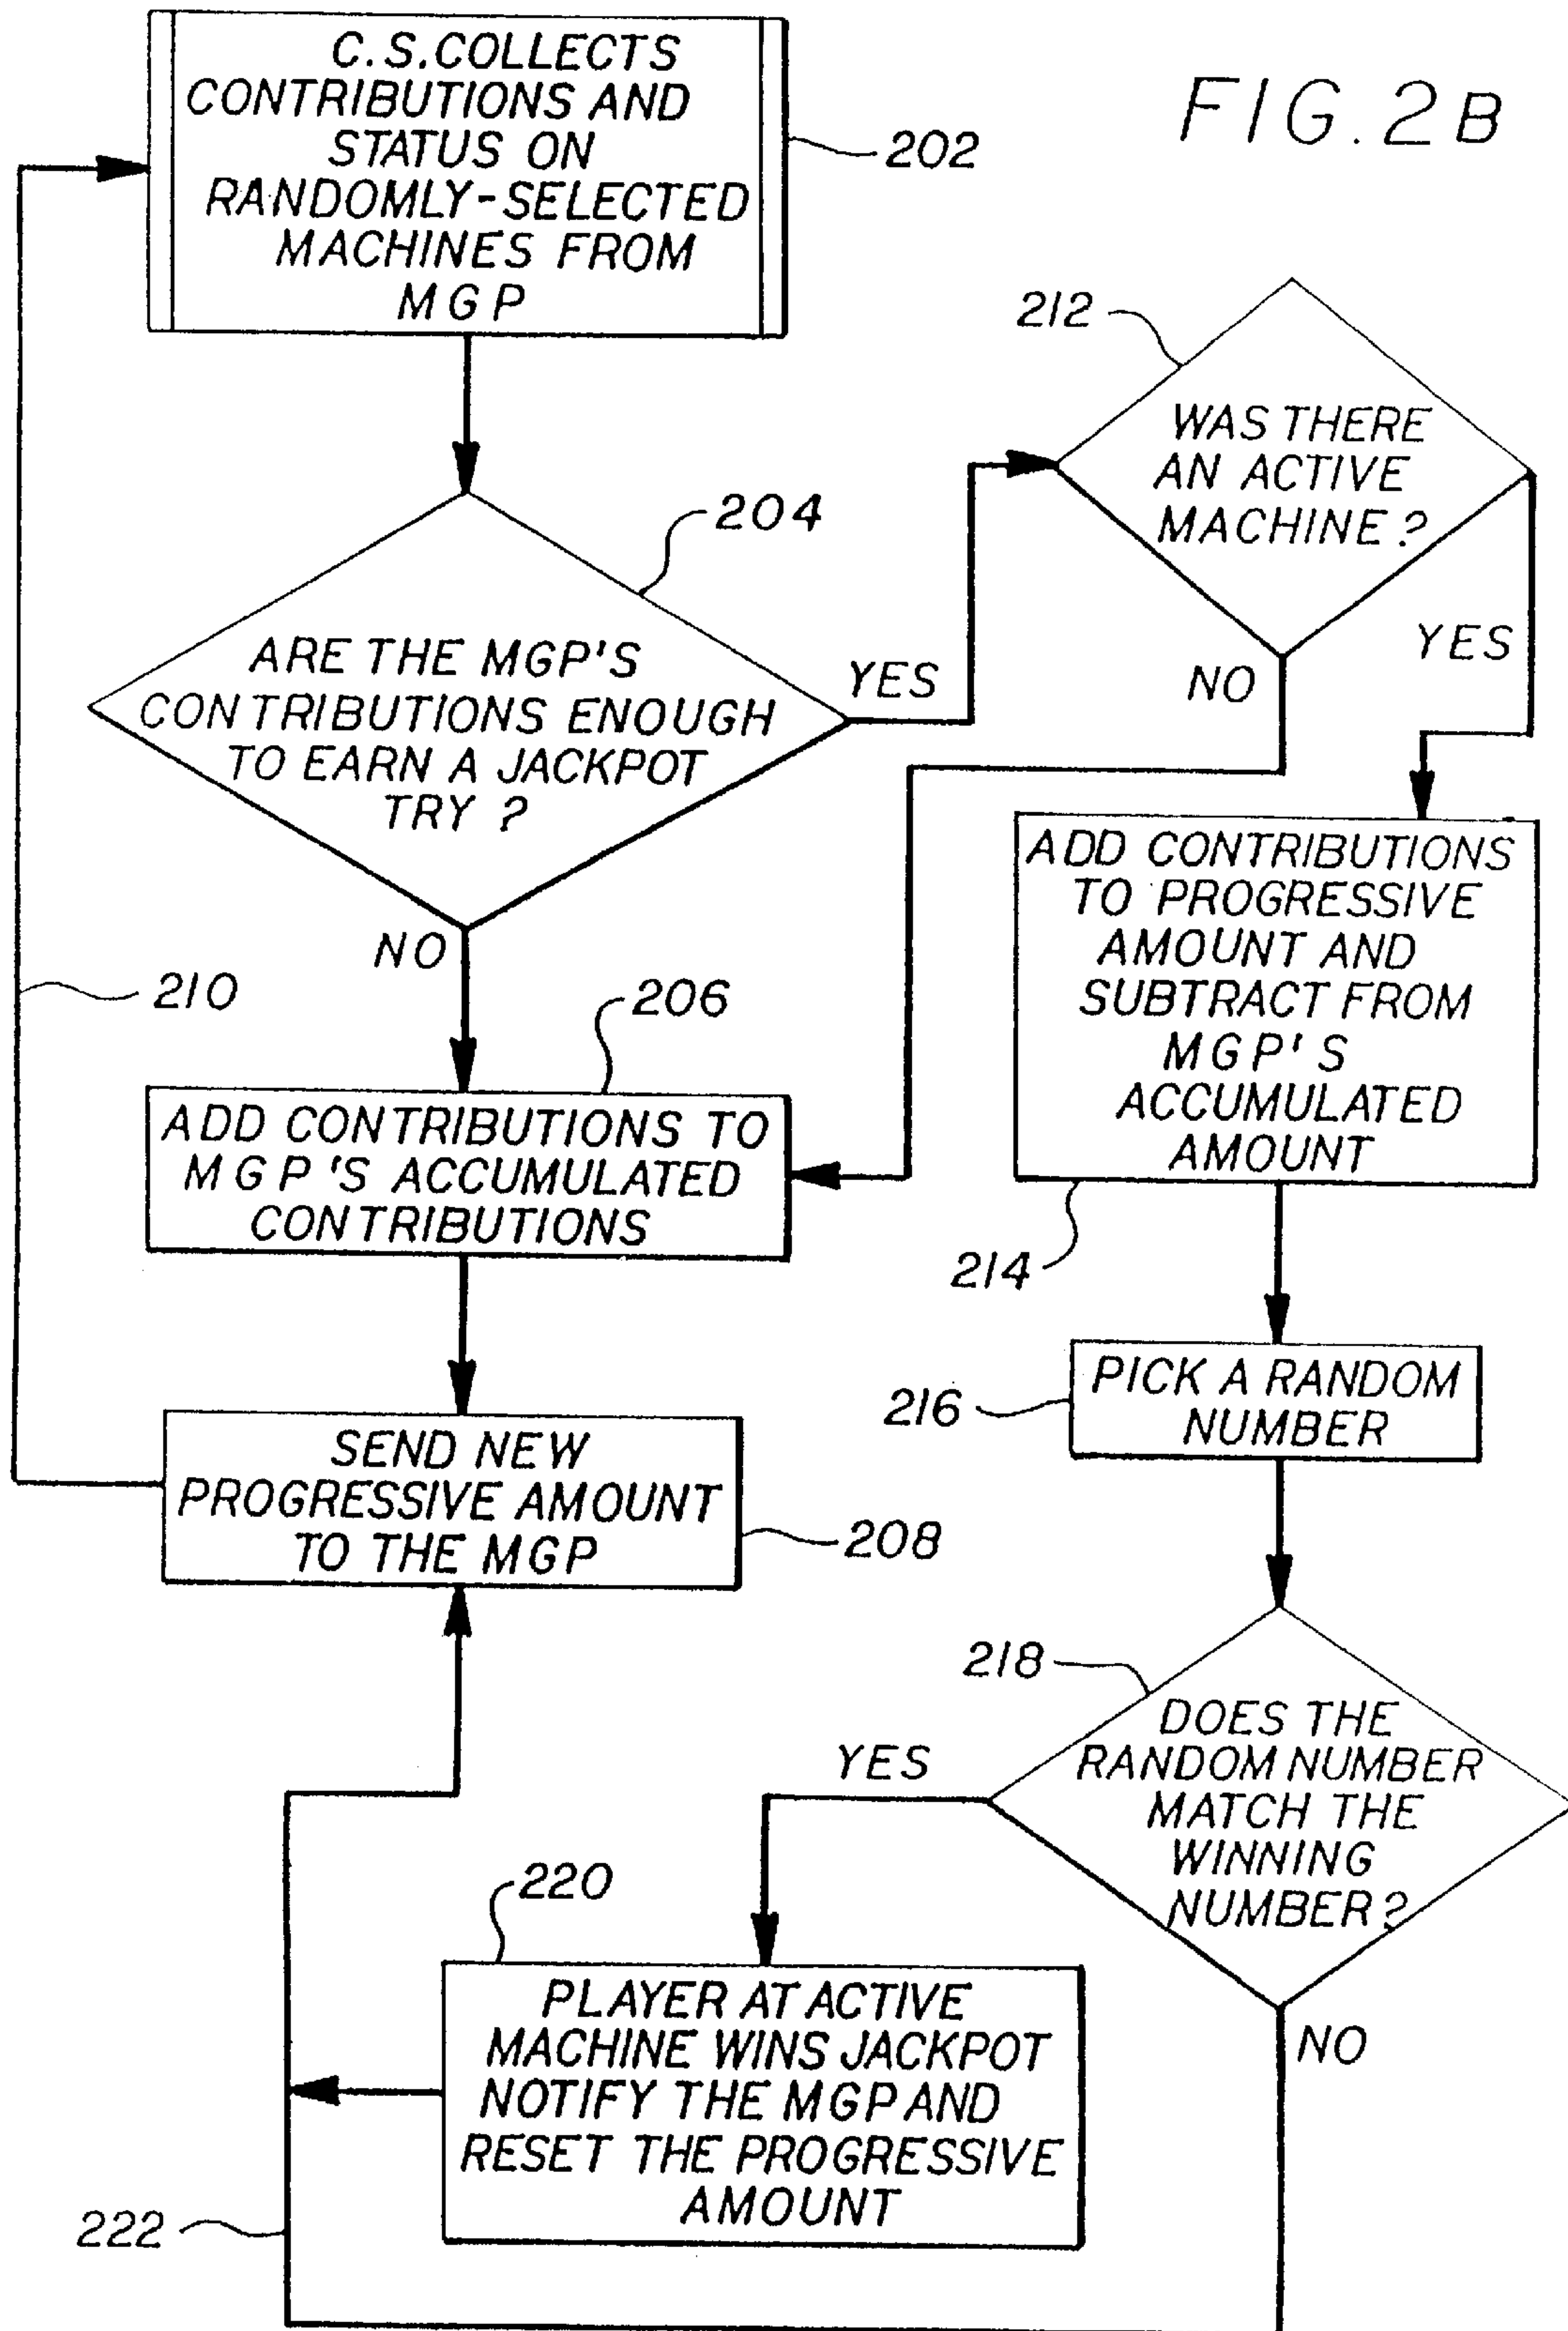 FIG. 2B
C.S.COLLECTS
CONTRIBUTIONS AND
STATUS ON
RANDOMLY-SELECTED
MACHINES FROM
MGP
202
204
ARE THE MGP'S
CONTRIBUTIONS ENOUGH
TO EARN A JACKPOT
TRY ?
YES
NO
212
WAS THERE
AN ACTIVE
MACHINE ?
NO
YES
206
ADD CONTRIBUTIONS TO
MGP'S ACCUMULATED
CONTRIBUTIONS
210
SEND NEW
PROGRESSIVE AMOUNT
TO THE MGP
208
ADD CONTRIBUTIONS
TO PROGRESSIVE
AMOUNT AND
SUBTRACT FROM
MGP'S
ACCUMULATED
AMOUNT
214
PICK A RANDOM
NUMBER
216
218
DOES THE
RANDOM NUMBER
MATCH THE
WINNING
NUMBER?
YES
NO
220
PLAYER AT ACTIVE
MACHINE WINS JACKPOT
NOTIFY THE MGP AND
RESET THE PROGRESSIVE
AMOUNT
222